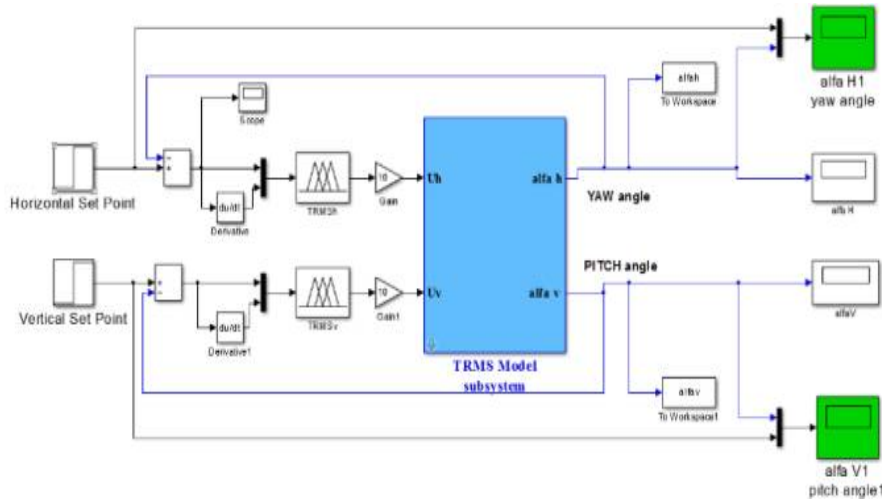 alfa H1
yaw angle
alfah
To Workspace
Scope
Horizontal Set Point
du/dt
Derivative
TRMSh
10
Gain
Uh
alfa h
YAW angle
alfa H
PITCH angle
Vertical Set Point
du/dt
Derivative1
TRMSv
10
Gain1
Uv
alfa v
alfaV
TRMS Model
subsystem
alfav
To Workspace1
alfa V1
pitch angle1